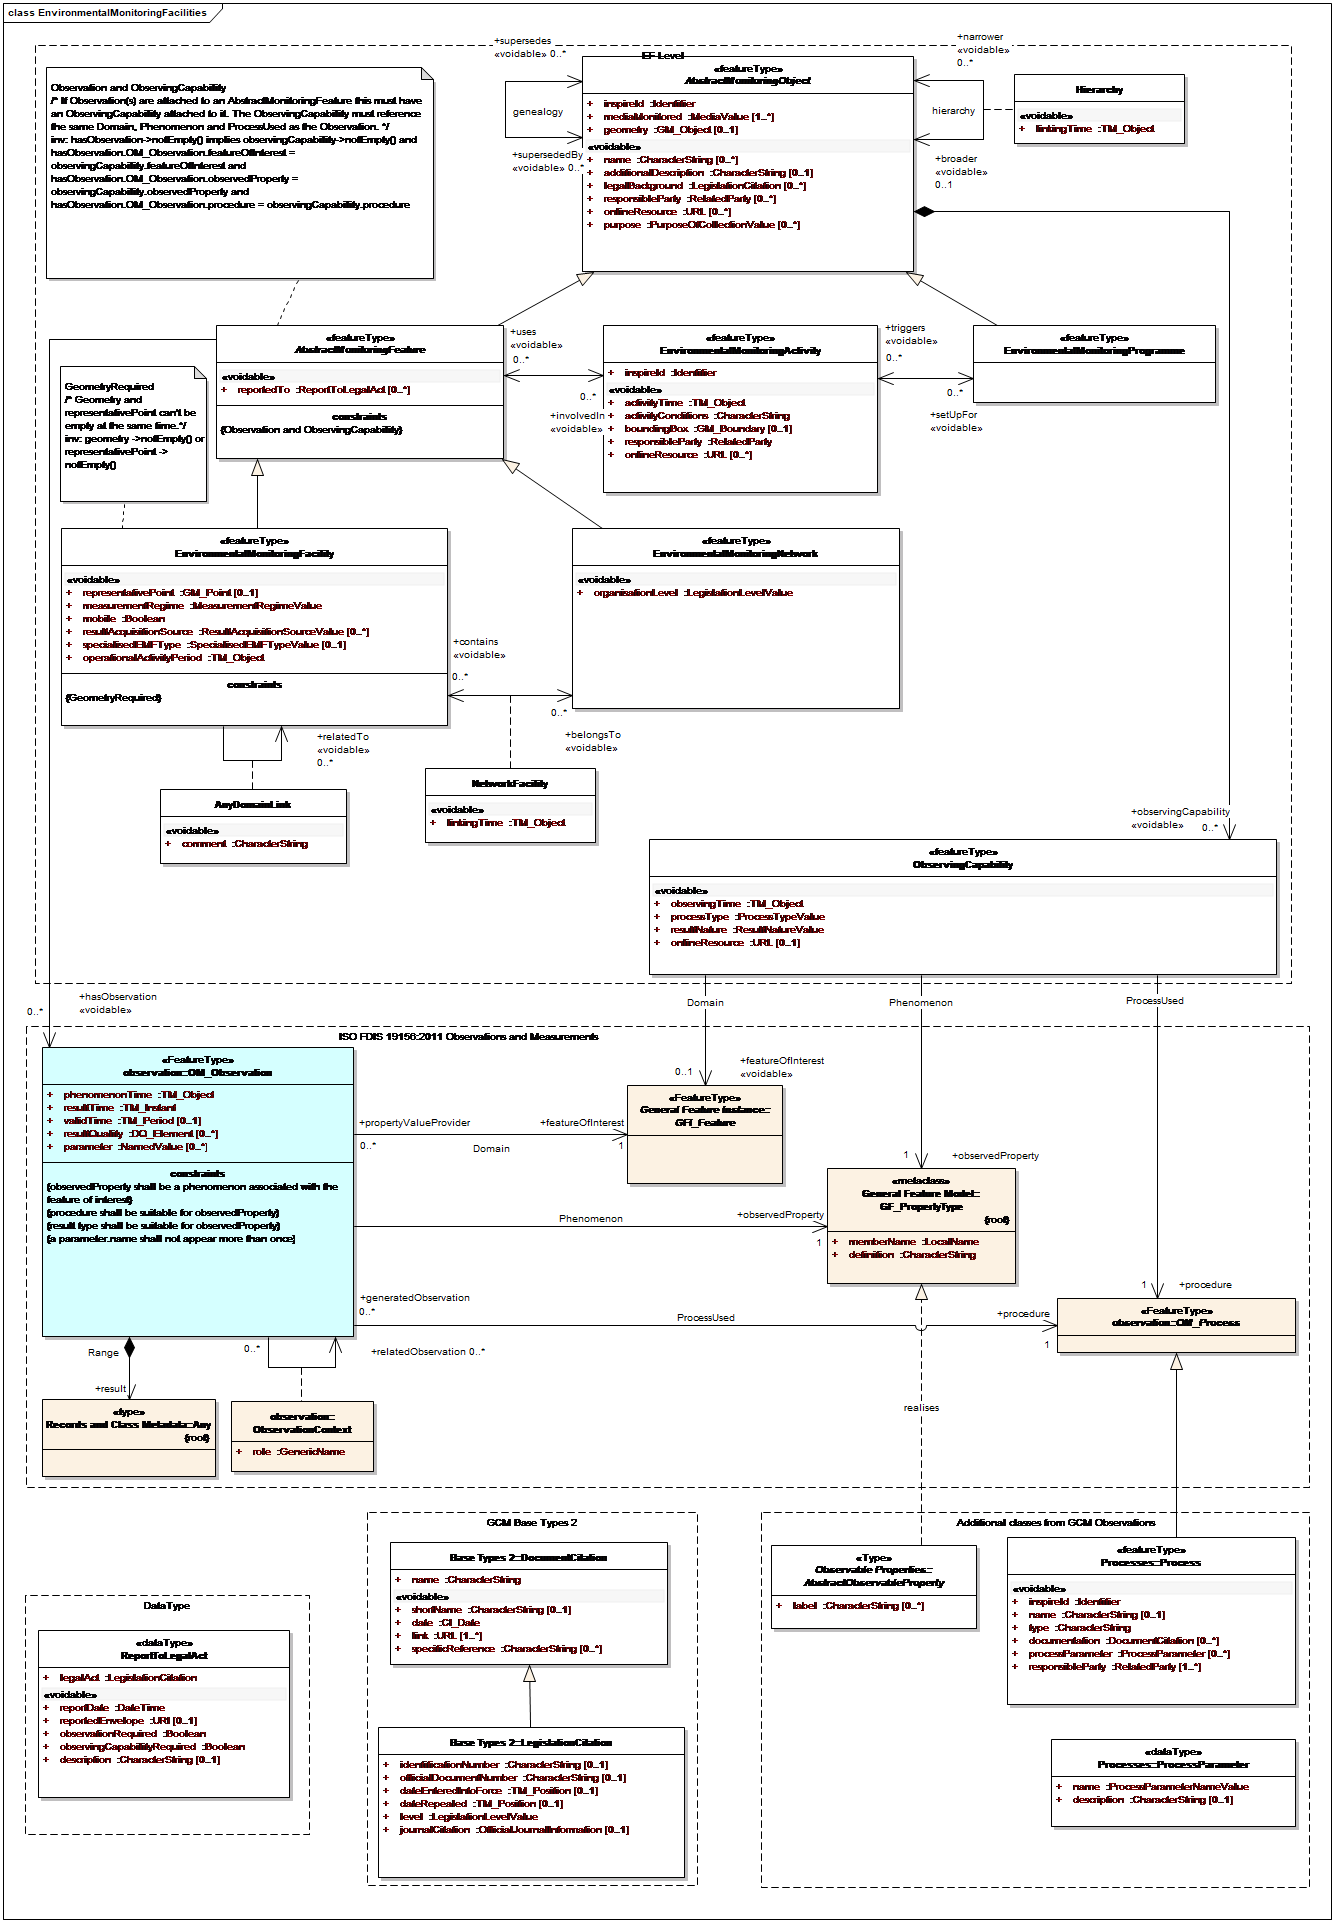 class EnvironmentalMonitoringFacilities
EF Level
+supersedes
«voidable» 0..*
genealogy
+supersededBy
«voidable» 0..*
+narrower
«voidable»
0..*
hierarchy
+broader
«voidable»
0..1
Observation and ObservingCapability
/* If Observation(s) are attached to an AbstractMonitoringFeature this must have
an ObservingCapability attached to it. The ObservingCapability must reference
the same Domain, Phenomenon and ProcessUsed as the Observation. */
inv: hasObservation->notEmpty() implies observingCapability->notEmpty() and
hasObservation.OM_Observation.featureOfInterest =
observingCapability.featureOfInterest and
hasObservation.OM_Observation.observedProperty =
observingCapability.observedProperty and
hasObservation.OM_Observation.procedure = observingCapability.procedure
«featureType»
AbstractMonitoringObject
+ inspireId :Identifier
+ mediaMonitored :MediaValue [1..*]
+ geometry :GM_Object [0..1]
«voidable»
+ name :CharacterString [0..*]
+ additionalDescription :CharacterString [0..1]
+ legalBackground :LegislationCitation [0..*]
+ responsibleParty :RelatedParty [0..*]
+ onlineResource :URL [0..*]
+ purpose :PurposeOfCollectionValue [0..*]
Hierarchy
«voidable»
+ linkingTime :TM_Object
«featureType»
AbstractMonitoringFeature
«voidable»
+ reportedTo :ReportToLegalAct [0..*]
constraints
{Observation and ObservingCapability}
+uses
«voidable»
0..*
0..*
+involvedIn
«voidable»
«featureType»
EnvironmentalMonitoringActivity
+ inspireId :Identifier
«voidable»
+ activityTime :TM_Object
+ activityConditions :CharacterString
+ boundingBox :GM_Boundary [0..1]
+ responsibleParty :RelatedParty
+ onlineResource :URL [0..*]
+triggers
«voidable»
0..*
0..*
+setUpFor
«voidable»
«featureType»
EnvironmentalMonitoringProgramme
GeometryRequired
/* Geometry and
representativePoint can't be
empty at the same time.*/
inv: geometry ->notEmpty() or
representativePoint ->
notEmpty()
«featureType»
EnvironmentalMonitoringFacility
«voidable»
+ representativePoint :GM_Point [0..1]
+ measurementRegime :MeasurementRegimeValue
+ mobile :Boolean
+ resultAcquisitionSource :ResultAcquisitionSourceValue [0..*]
+ specialisedEMFType :SpecialisedEMFTypeValue [0..1]
+ operationalActivityPeriod :TM_Object
constraints
{GeometryRequired}
«featureType»
EnvironmentalMonitoringNetwork
«voidable»
+ organisationLevel :LegislationLevelValue
+contains
«voidable»
0..*
0..*
+belongsTo
«voidable»
+relatedTo
«voidable»
0..*
NetworkFacility
«voidable»
+ linkingTime :TM_Object
AnyDomainLink
«voidable»
+ comment :CharacterString
+observingCapability
«voidable» 0..*
«featureType»
ObservingCapability
«voidable»
+ observingTime :TM_Object
+ processType :ProcessTypeValue
+ resultNature :ResultNatureValue
+ onlineResource :URL [0..1]
+hasObservation
0..* «voidable»
Domain
Phenomenon
ProcessUsed
ISO FDIS 19156:2011 Observations and Measurements
«FeatureType»
observation::OM_Observation
+ phenomenonTime :TM_Object
+ resultTime :TM_Instant
+ validTime :TM_Period [0..1]
+ resultQuality :DQ_Element [0..*]
+ parameter :NamedValue [0..*]
constraints
{observedProperty shall be a phenomenon associated with the
feature of interest}
{procedure shall be suitable for observedProperty}
{result type shall be suitable for observedProperty}
{a parameter.name shall not appear more than once}
0..1
+featureOfInterest
«voidable»
«FeatureType»
General Feature Instance::
GFI_Feature
+propertyValueProvider
0..*
Domain
+featureOfInterest
1
1
+observedProperty
«metaclass»
General Feature Model::
GF_PropertyType
{root}
+ memberName :LocalName
+ definition :CharacterString
Phenomenon
+observedProperty
1
+generatedObservation
0..*
ProcessUsed
+procedure
1
1
+procedure
«FeatureType»
observation::OM_Process
Range
+result
0..*
+relatedObservation 0..*
«type»
Records and Class Metadata::Any
{root}
observation::
ObservationContext
+ role :GenericName
realises
GCM Base Types 2
Base Types 2::DocumentCitation
+ name :CharacterString
«voidable»
+ shortName :CharacterString [0..1]
+ date :CI_Date
+ link :URL [1..*]
+ specificReference :CharacterString [0..*]
Base Types 2::LegislationCitation
+ identificationNumber :CharacterString [0..1]
+ officialDocumentNumber :CharacterString [0..1]
+ dateEnteredIntoForce :TM_Position [0..1]
+ dateRepealed :TM_Position [0..1]
+ level :LegislationLevelValue
+ journalCitation :OfficialJournalInformation [0..1]
Additional classes from GCM Observations
«Type»
Observable Properties::
AbstractObservableProperty
+ label :CharacterString [0..*]
«featureType»
Processes::Process
«voidable»
+ inspireId :Identifier
+ name :CharacterString [0..1]
+ type :CharacterString
+ documentation :DocumentCitation [0..*]
+ processParameter :ProcessParameter [0..*]
+ responsibleParty :RelatedParty [1..*]
«dataType»
Processes::ProcessParameter
+ name :ProcessParameterNameValue
+ description :CharacterString [0..1]
DataType
«dataType»
ReportToLegalAct
+ legalAct :LegislationCitation
«voidable»
+ reportDate :DateTime
+ reportedEnvelope :URI [0..1]
+ observationRequired :Boolean
+ observingCapabilityRequired :Boolean
+ description :CharacterString [0..1]